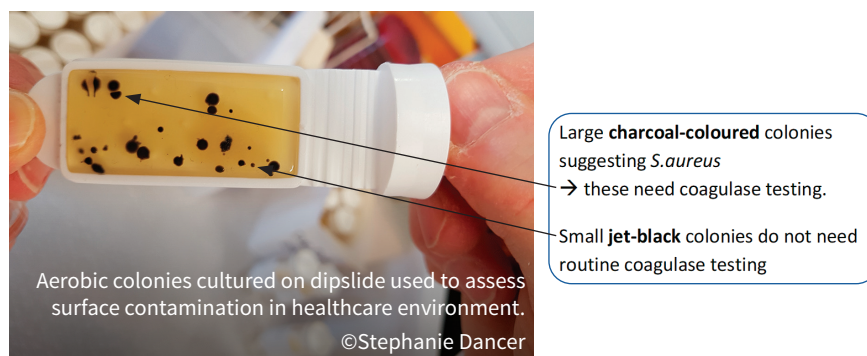 Large charcoal-coloured colonies
suggesting S.aureus
→ these need coagulase testing.
Small jet-black colonies do not need
routine coagulase testing
Aerobic colonies cultured on dipslide used to assess
surface contamination in healthcare environment.
©Stephanie Dancer